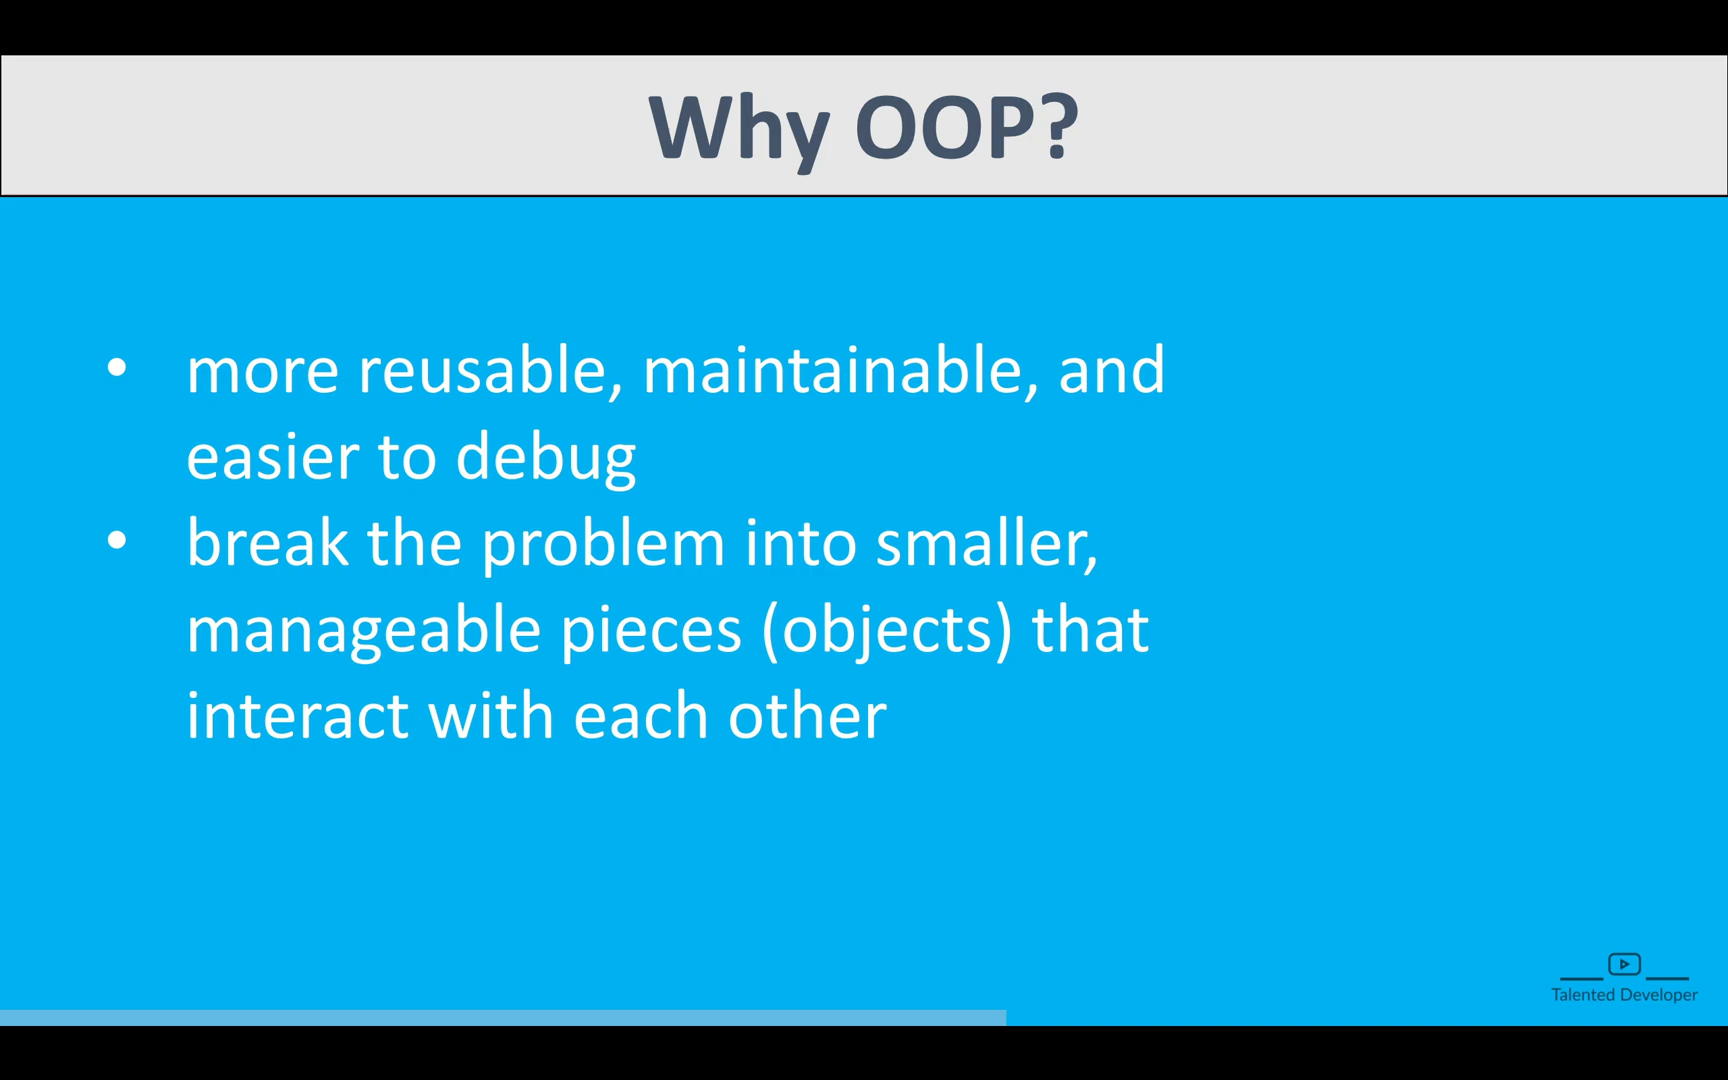 Why OOP?
• more reusable, maintainable, and
easier to debug
• break the problem into smaller,
manageable pieces (objects) that
interact with each other
Talented Developer